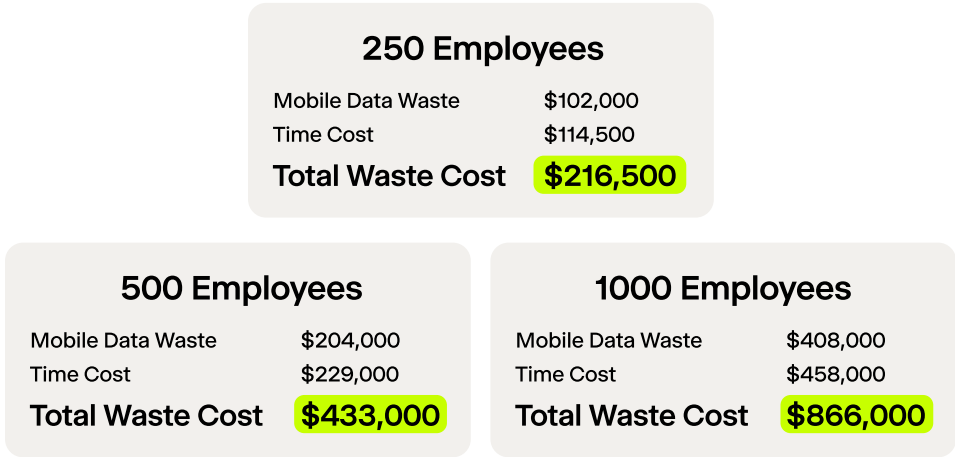 250 Employees
Mobile Data Waste $102,000
Time Cost $114,500
Total Waste Cost $216,500
500 Employees
Mobile Data Waste $204,000
Time Cost $229,000
Total Waste Cost $433,000
1000 Employees
Mobile Data Waste $408,000
Time Cost $458,000
Total Waste Cost $866,000